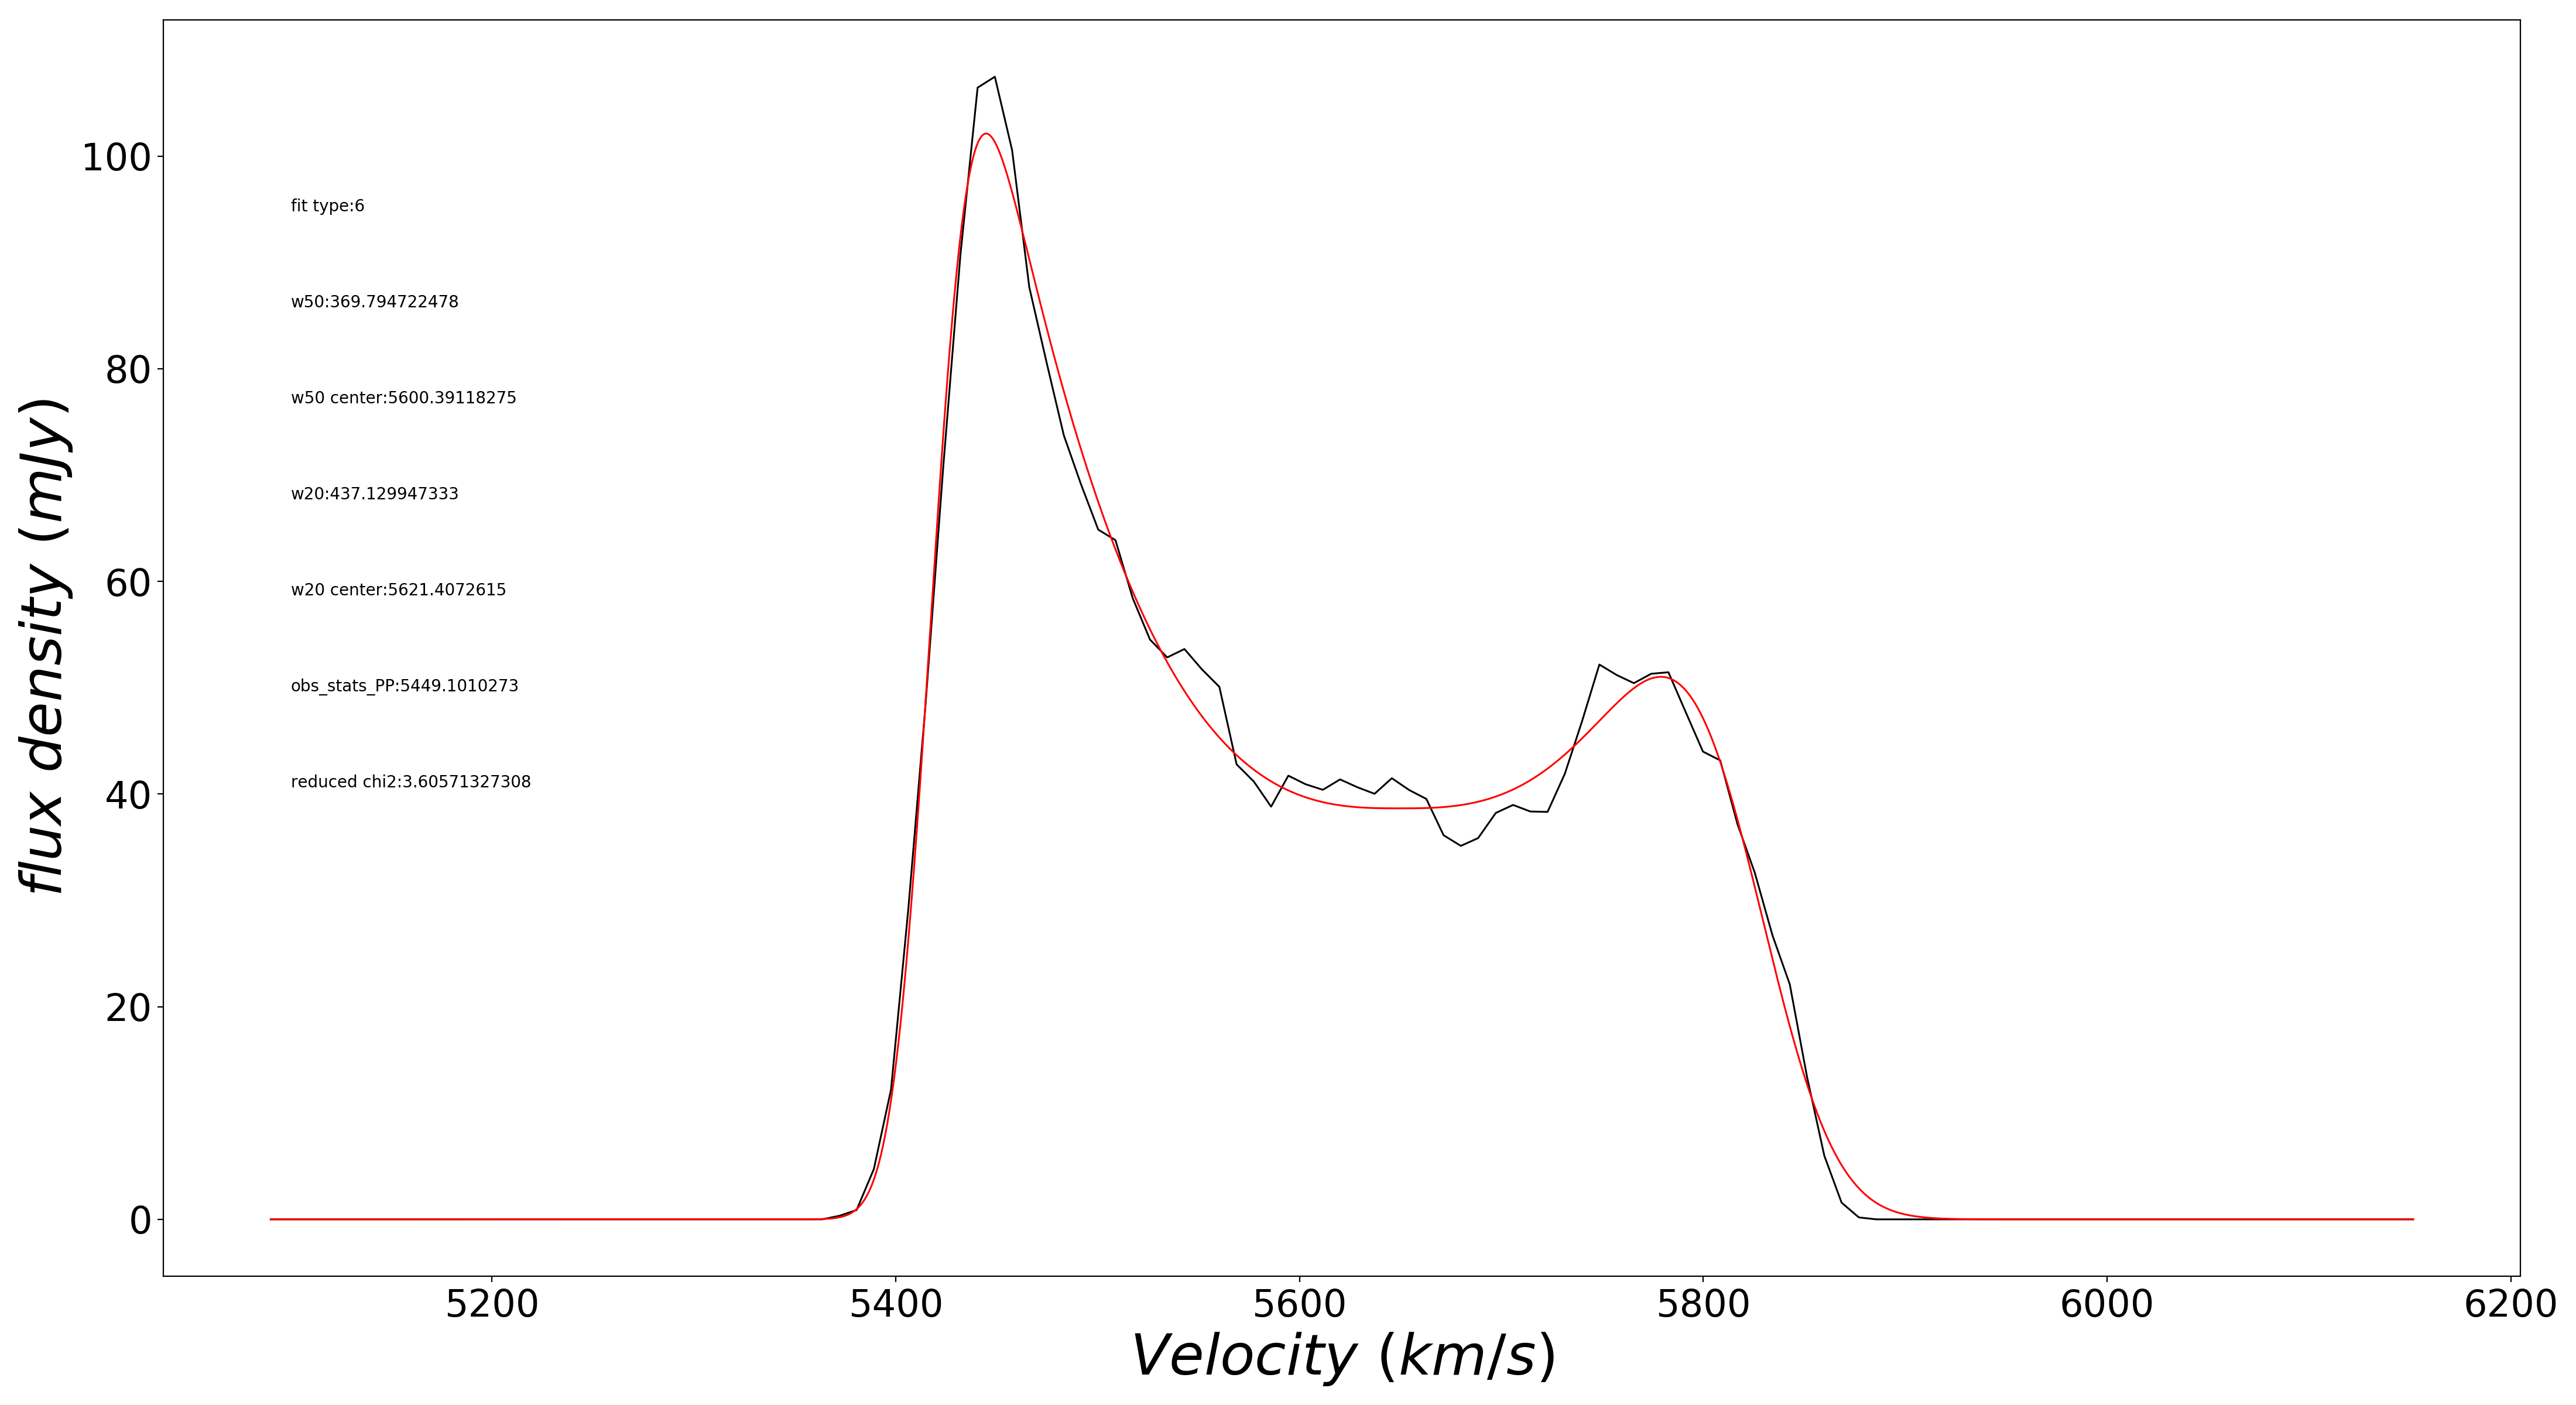 100
80
60
40
20
0
flux density (mJy)
fit type:6
w50:369.794722478
w50 center:5600.39118275
w20:437.129947333
w20 center:5621.4072615
obs_stats_PP:5449.1010273
reduced chi2:3.60571327308
5200 5400 5600 5800 6000 6200
Velocity (km/s)